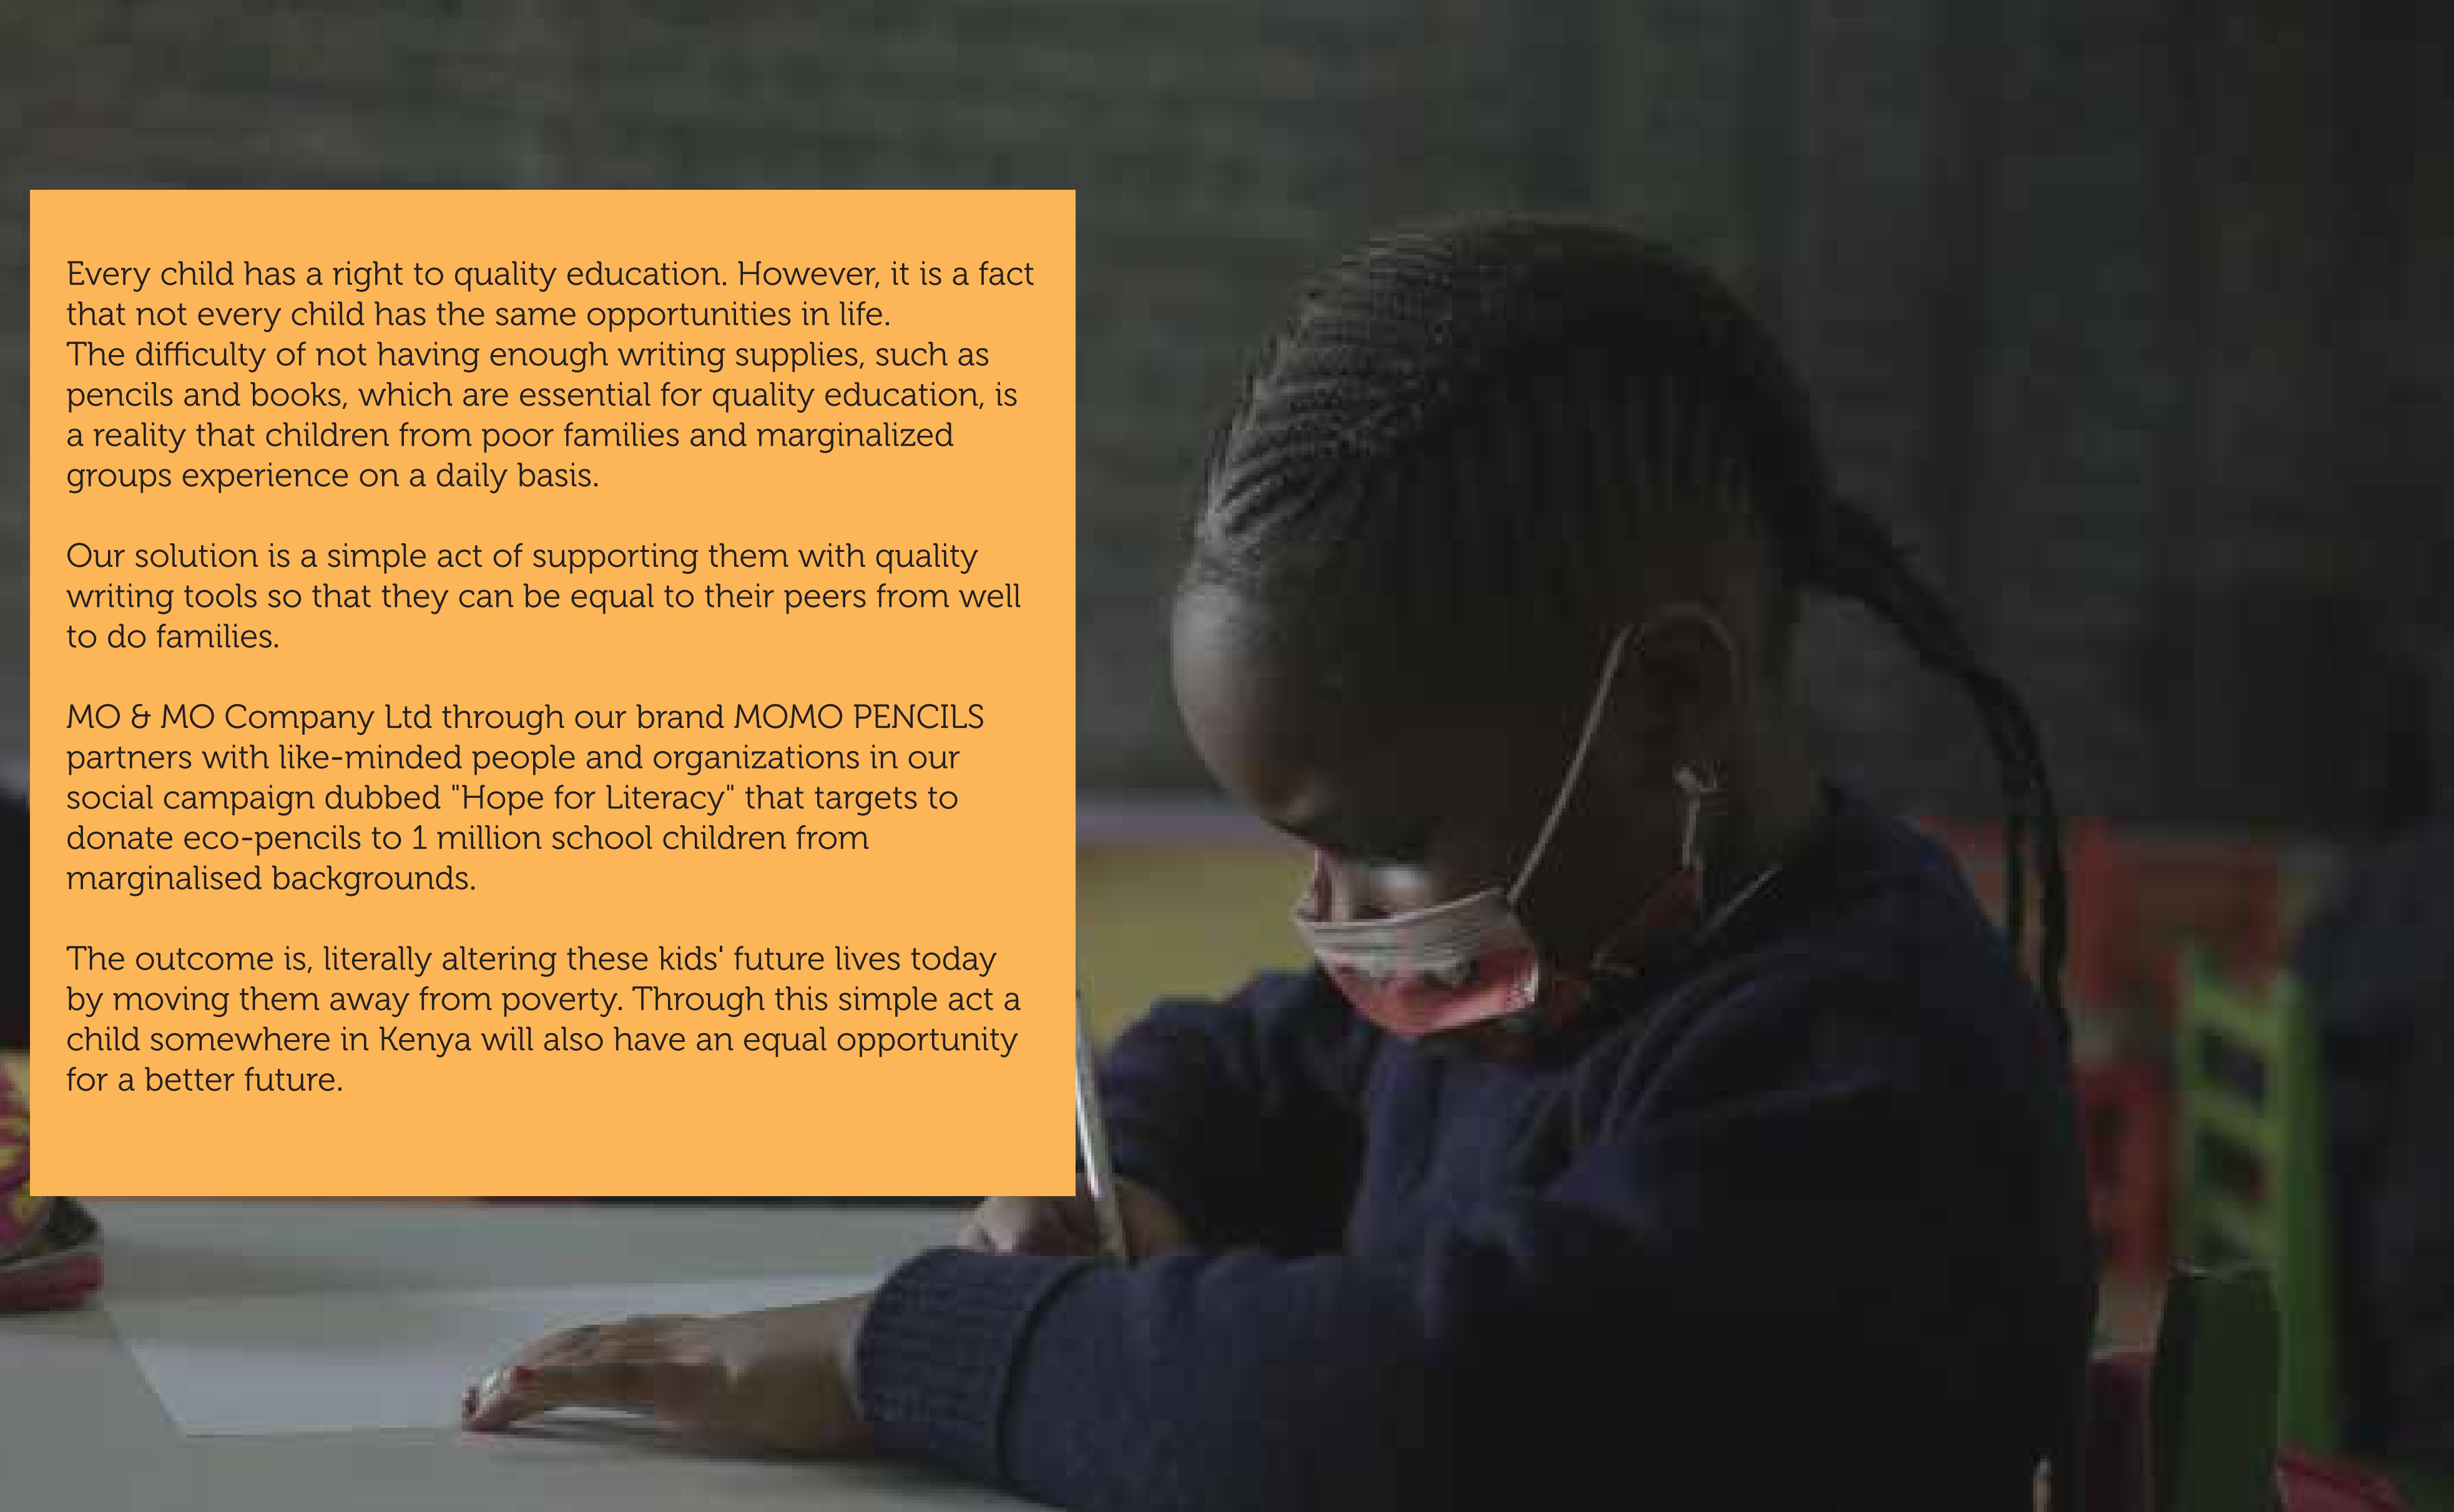 Every child has a right to quality education. However, it is a fact
that not every child has the same opportunities in life.
The difficulty of not having enough writing supplies, such as
pencils and books, which are essential for quality education, is
a reality that children from poor families and marginalized
groups experience on a daily basis.
Our solution is a simple act of supporting them with quality
writing tools so that they can be equal to their peers from well
to do families.
MO & MO Company Ltd through our brand MOMO PENCILS
partners with like-minded people and organizations in our
social campaign dubbed "Hope for Literacy" that targets to
donate eco-pencils to 1 million school children from
marginalised backgrounds.
The outcome is, literally altering these kids' future lives today
by moving them away from poverty. Through this simple act a
child somewhere in Kenya will also have an equal opportunity
for a better future.